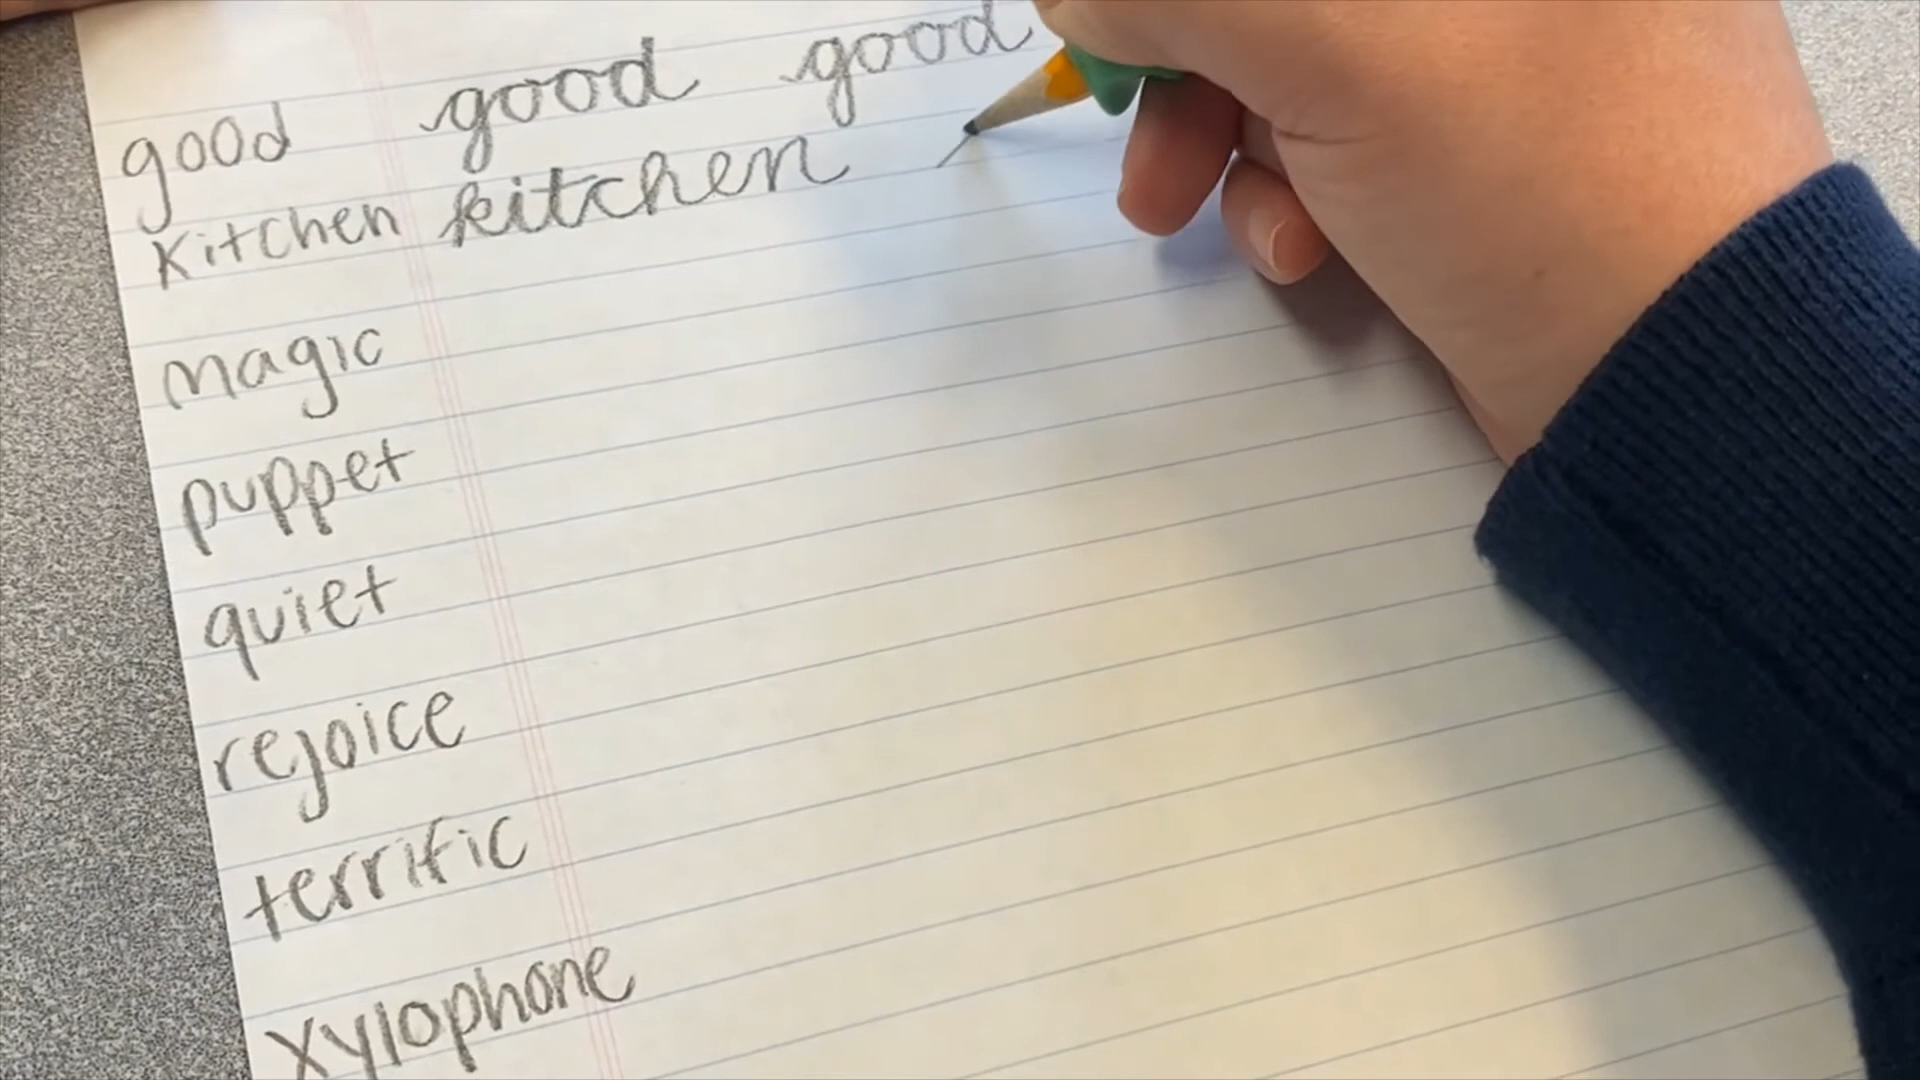 good good good
Kitchen kitchen
magic
puppet
quiet
rejoice
terrific
xylophone